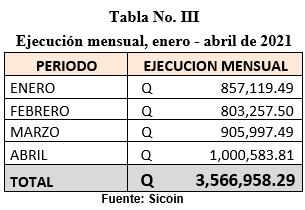 Tabla No. III
Ejecución mensual, enero - abril de 2021
PERIODO EJECUCION MENSUAL
ENERO Q 857,119.49
FEBRERO Q 803,257.50
MARZO Q 905,997.49
ABRIL Q 1,000,583.81
TOTAL Q 3,566,958.29
Fuente: Sicoin